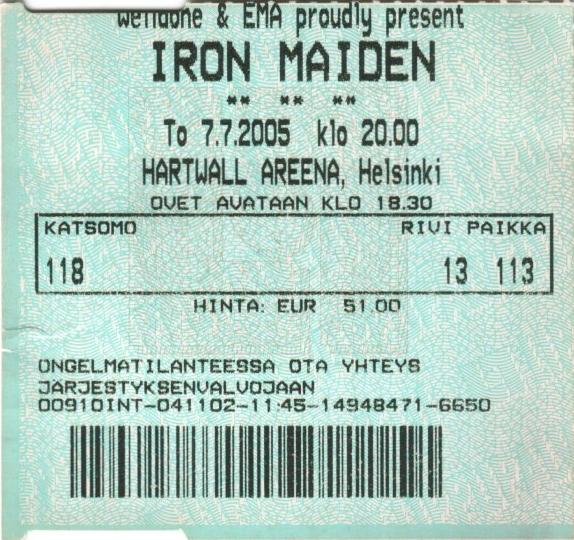 welldone & EMA proudly present
IRON MAIDEN
** ** **
To 7.7.2005 klo 20.00
HARTWALL AREENA, Helsinki
OVET AVATAAN KLO 18.30
KATSOMO RIVI PAIKKA
118 13 113
HINTA: EUR 51.00
ONGELMATILANTEESSA OTA YHTEYS
JÄRJESTYKSENVALVOJAAN
00910INT-041102-11:45-14948471-6650